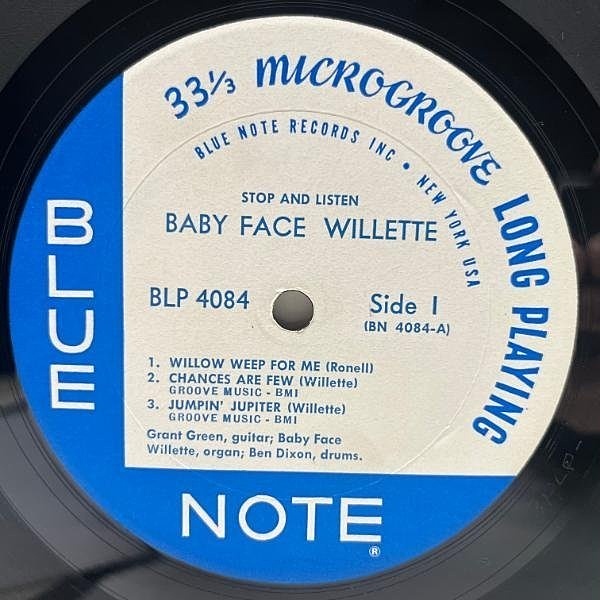 33⅓ MICROGROOVE LONG PLAYING
BLUE NOTE RECORDS INC • NEW YORK USA
STOP AND LISTEN
BABY FACE WILLETTE
BLP 4084
Side 1
(BN 4084-A)
1. WILLOW WEEP FOR ME (Ronell)
2. CHANCES ARE FEW (Willette)
GROOVE MUSIC - BMI
3. JUMPIN' JUPITER (Willette)
GROOVE MUSIC - BMI
Grant Green, guitar; Baby Face
Willette, organ; Ben Dixon, drums.
BLUE
NOTE®